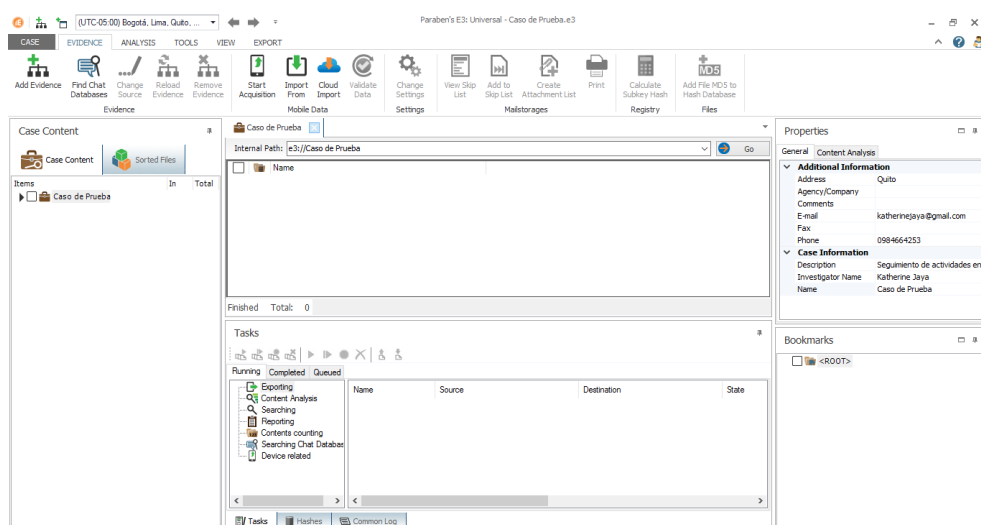 (UTC-05:00) Bogotá, Lima, Quito, ...
Paraben's E3: Universal - Caso de Prueba.e3
CASE EVIDENCE ANALYSIS TOOLS VIEW EXPORT
Add Evidence
Find Chat Databases
Change Source
Reload Evidence
Remove Evidence
Start Acquisition
Import From
Cloud Import
Validate Data
Change Settings
View Skip List
Add to Skip List
Create Attachment List
Print
Calculate Subkey Hash
MD5
Add File MD5 to Hash Database
Evidence Mobile Data Settings Mailstorages Registry Files
Case Content
Case Content Sorted Files
Items In Total
Caso de Prueba
Caso de Prueba
Internal Path: e3://Caso de Prueba Go
Name
Finished Total: 0
Tasks
Running Completed Queued
Exporting
Content Analysis
Searching
Reporting
Contents counting
Searching Chat Databas
Device related
Name Source Destination State
Tasks Hashes Common Log
Properties
General Content Analysis
Additional Information
Address Quito
Agency/Company
Comments
E-mail katherinejaya@gmail.com
Fax
Phone 0984664253
Case Information
Description Seguimiento de actividades en
Investigator Name Katherine Jaya
Name Caso de Prueba
Bookmarks
<ROOT>